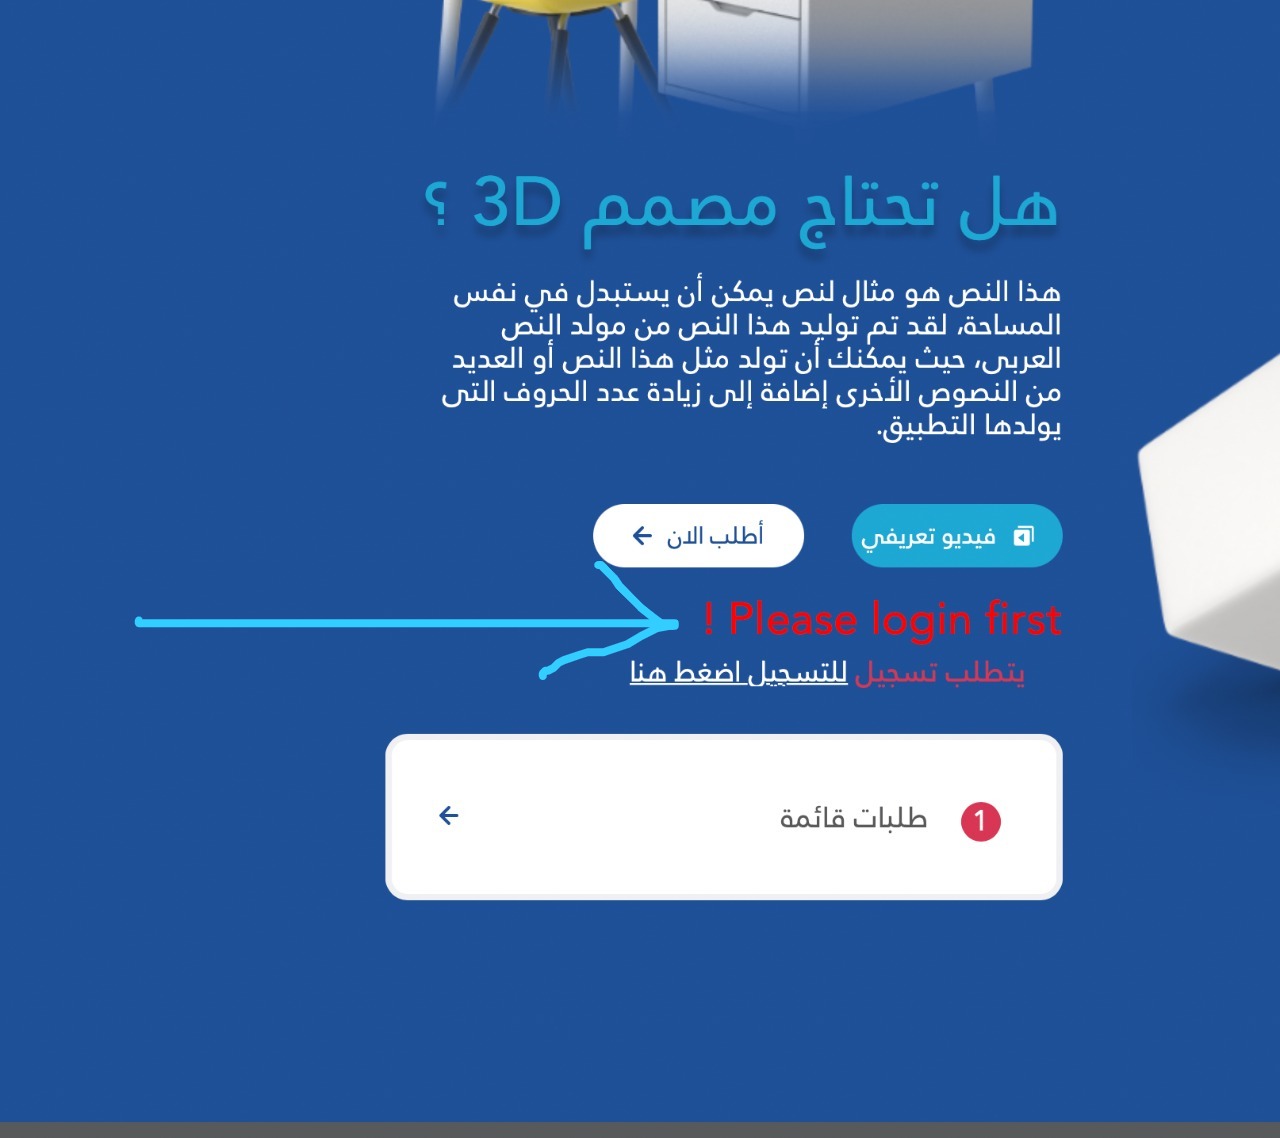 هل تحتاج مصمم 3D ؟
هذا النص هو مثال لنص يمكن أن يستبدل في نفس
المساحة، لقد تم توليد هذا النص من مولد النص
العربى، حيث يمكنك أن تولد مثل هذا النص أو العديد
من النصوص الأخرى إضافة إلى زيادة عدد الحروف التى
يولدها التطبيق.
فيديو تعريفي
أطلب الان
Please login first !
يتطلب تسجيل للتسجيل اضغط هنا
1 طلبات قائمة